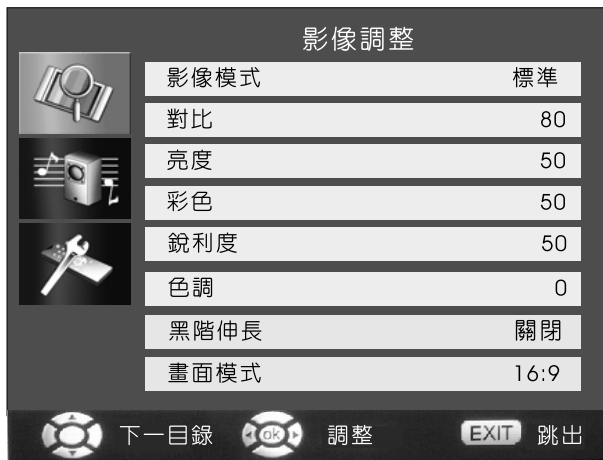 影像調整
影像模式 標準
對比 80
亮度 50
彩色 50
銳利度 50
色調 0
黑階伸長 關閉
畫面模式 16:9
下一目錄 ok 調整 EXIT 跳出